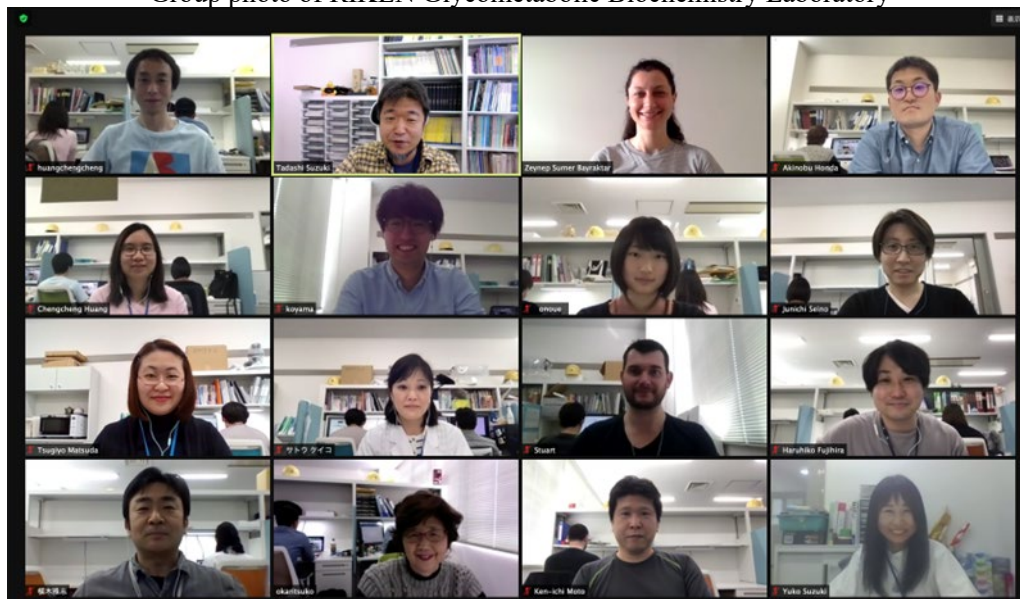 Group photo of RIKEN Glycometabolic Biochemistry Laboratory
huangchengcheng
Tadashi Suzuki
Zeynep Sumer Bayraktar
Akinobu Honda
Chengcheng Huang
koyama
onoue
Junichi Seino
Tsugiyo Matsuda
サトウ ケイコ
Stuart
Haruhiko Fujihira
okaritsuko
Ken-ichi Moto
Yuko Suzuki